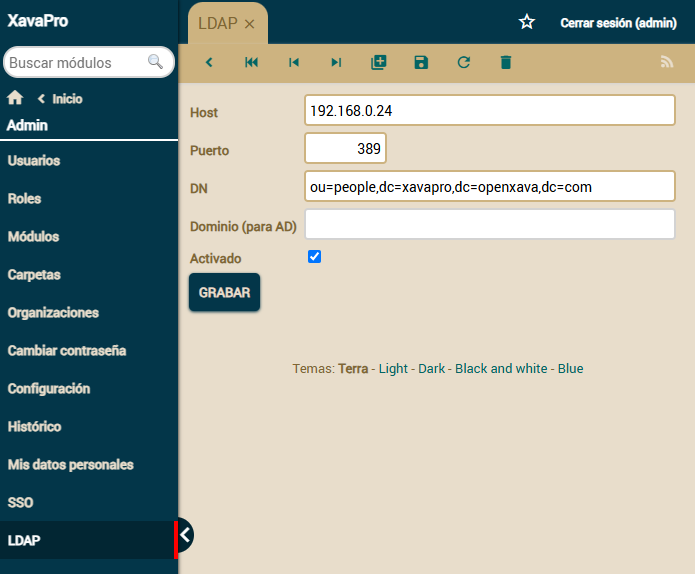 XavaPro
Buscar módulos
Inicio
Admin
Usuarios
Roles
Módulos
Carpetas
Organizaciones
Cambiar contraseña
Configuración
Histórico
Mis datos personales
SSO
LDAP
LDAP ×
Cerrar sesión (admin)
Host 192.168.0.24
Puerto 389
DN ou=people,dc=xavapro,dc=openxava,dc=com
Dominio (para AD)
Activado
GRABAR
Temas: Terra - Light - Dark - Black and white - Blue